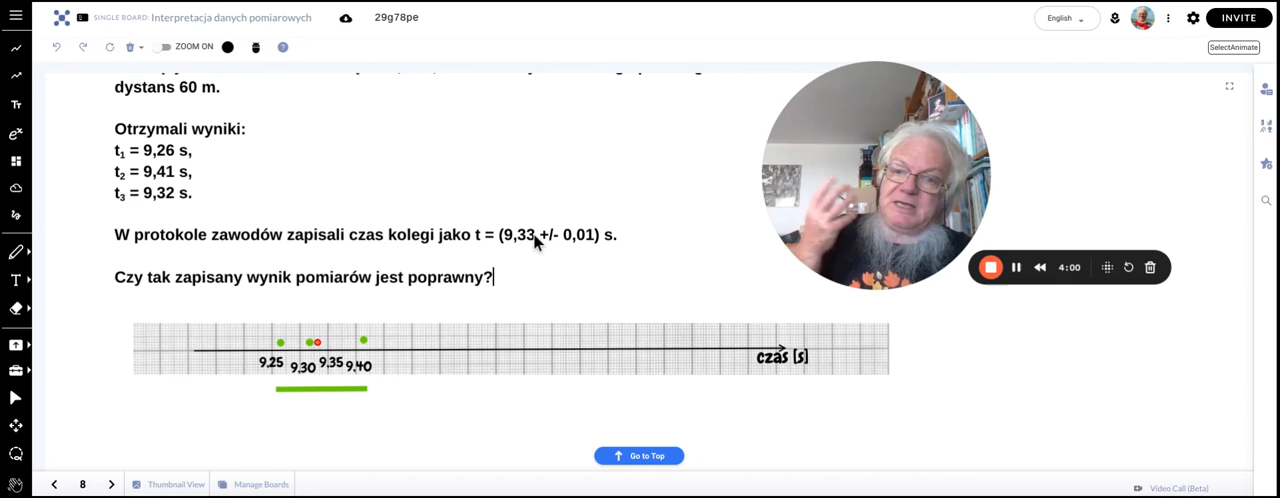 SINGLE BOARD: Interpretacja danych pomiarowych
29g78pe
English
INVITE
ZOOM ON
SelectAnimate
dystans 60 m.
Otrzymali wyniki:
t₁ = 9,26 s,
t₂ = 9,41 s,
t₃ = 9,32 s.
W protokole zawodów zapisali czas kolegi jako t = (9,33 +/- 0,01) s.
Czy tak zapisany wynik pomiarów jest poprawny?
4:00
9.25 9.30 9.35 9.40 czas [s]
Go to Top
8
Thumbnail View
Manage Boards
Video Call (Beta)